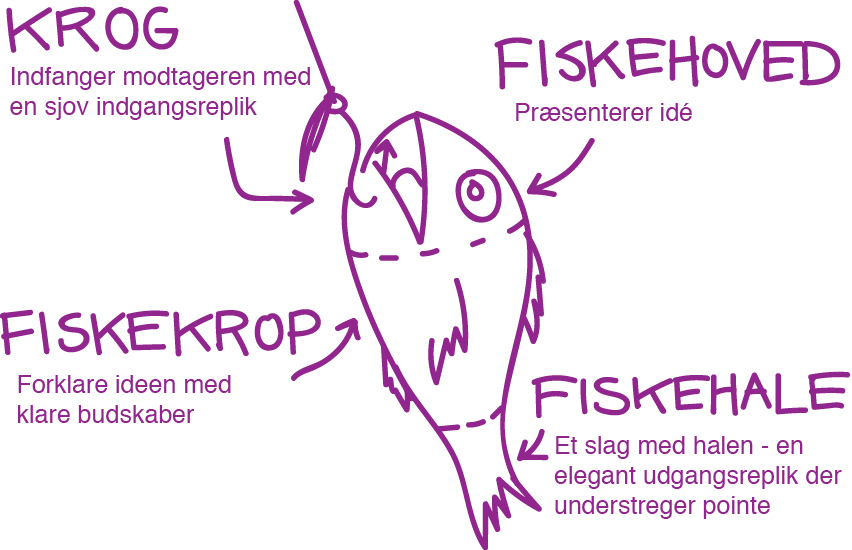 KROG
Indfanger modtageren med
en sjov indgangsreplik
FISKEHOVED
Præsenterer idé
FISKEKROP
Forklare ideen med
klare budskaber
FISKEHALE
Et slag med halen - en
elegant udgangsreplik der
understreger pointe